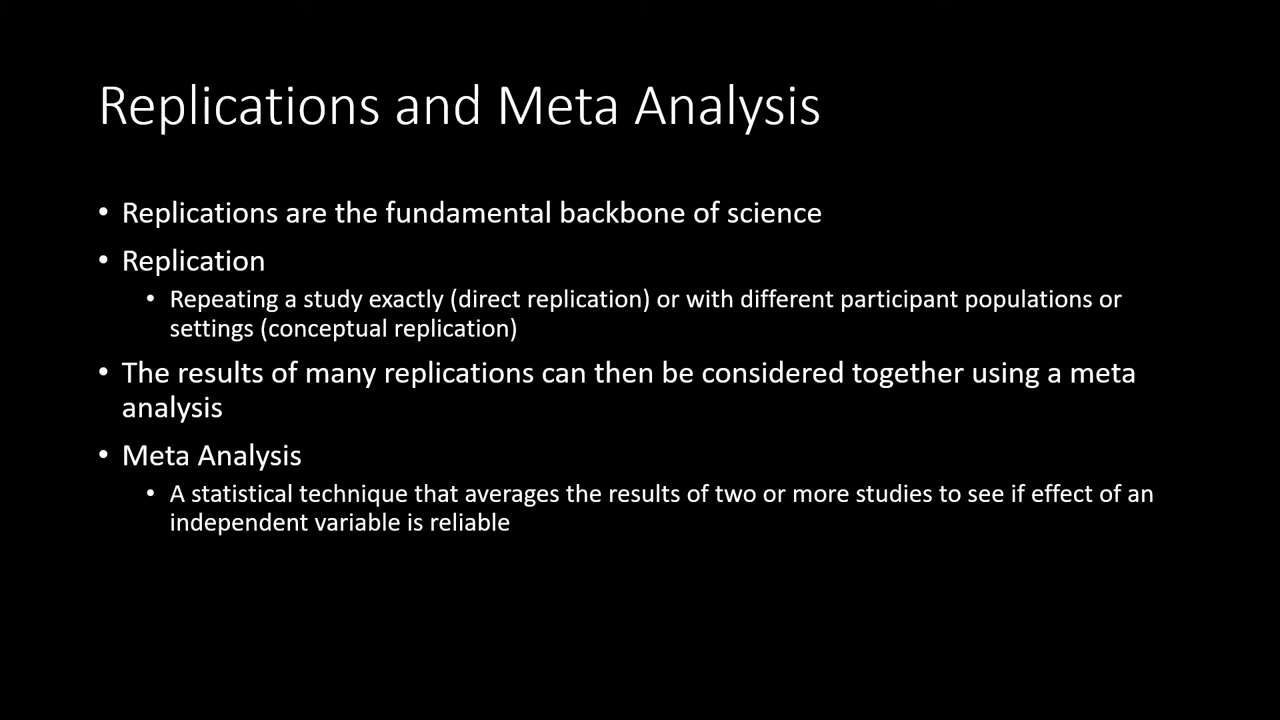 Replications and Meta Analysis
• Replications are the fundamental backbone of science
• Replication
• Repeating a study exactly (direct replication) or with different participant populations or
settings (conceptual replication)
• The results of many replications can then be considered together using a meta
analysis
• Meta Analysis
• A statistical technique that averages the results of two or more studies to see if effect of an
independent variable is reliable